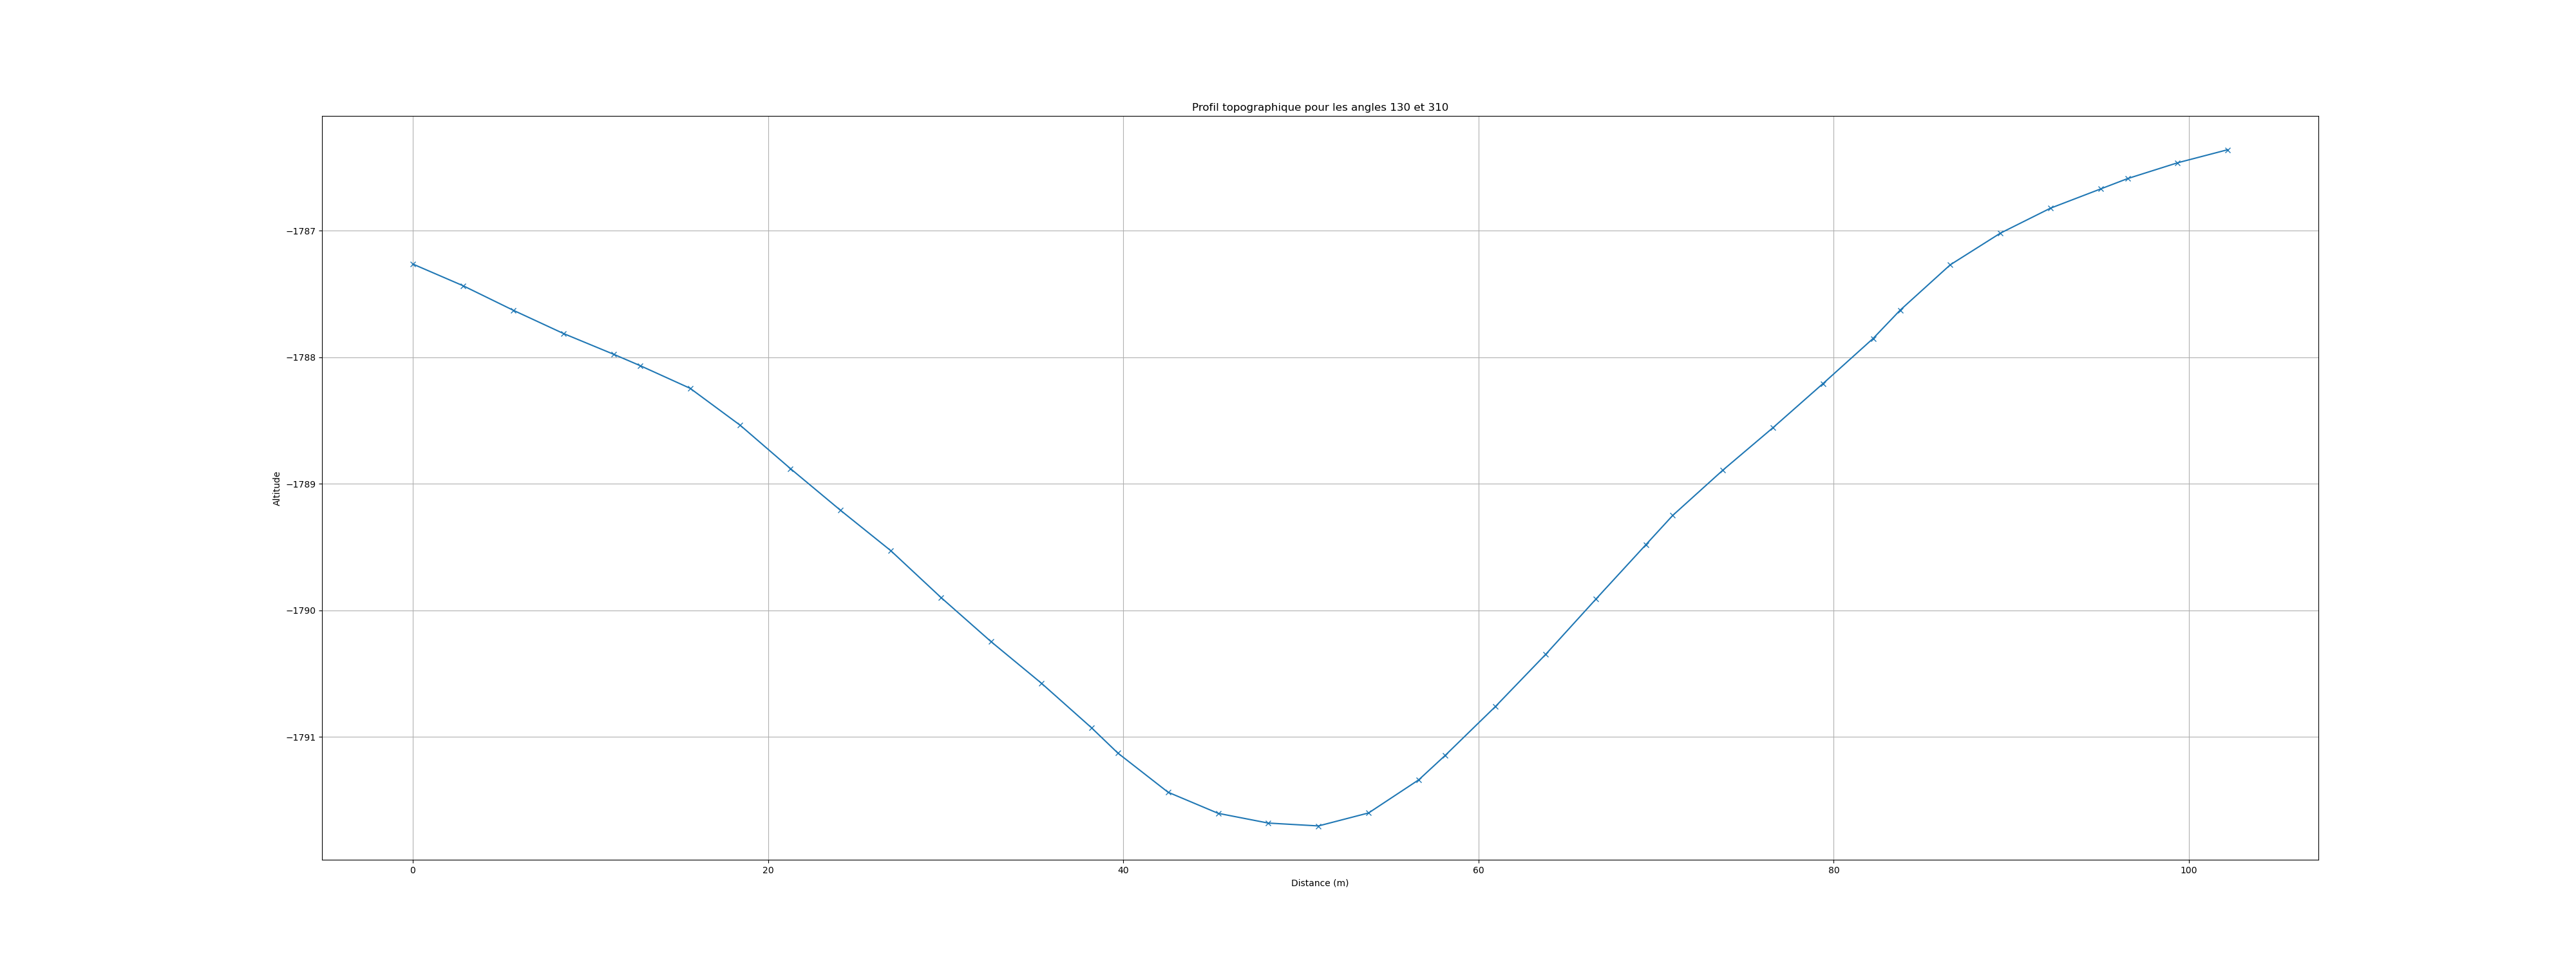 Profil topographique pour les angles 130 et 310
Altitude
−1787
−1788
−1789
−1790
−1791
0 20 40 60 80 100
Distance (m)